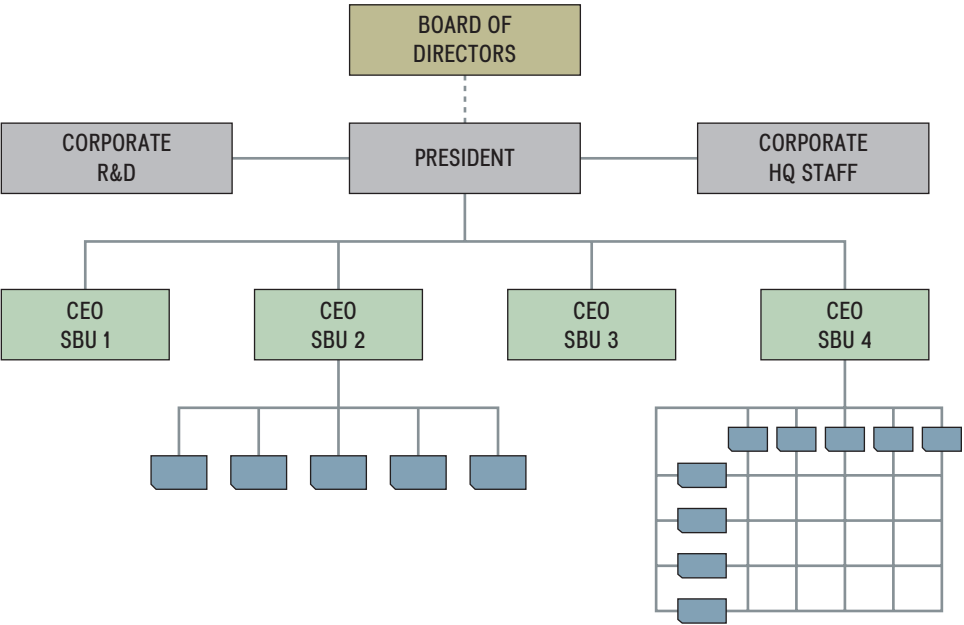 BOARD OF
DIRECTORS
CORPORATE
R&D
PRESIDENT
CORPORATE
HQ STAFF
CEO
SBU 1
CEO
SBU 2
CEO
SBU 3
CEO
SBU 4